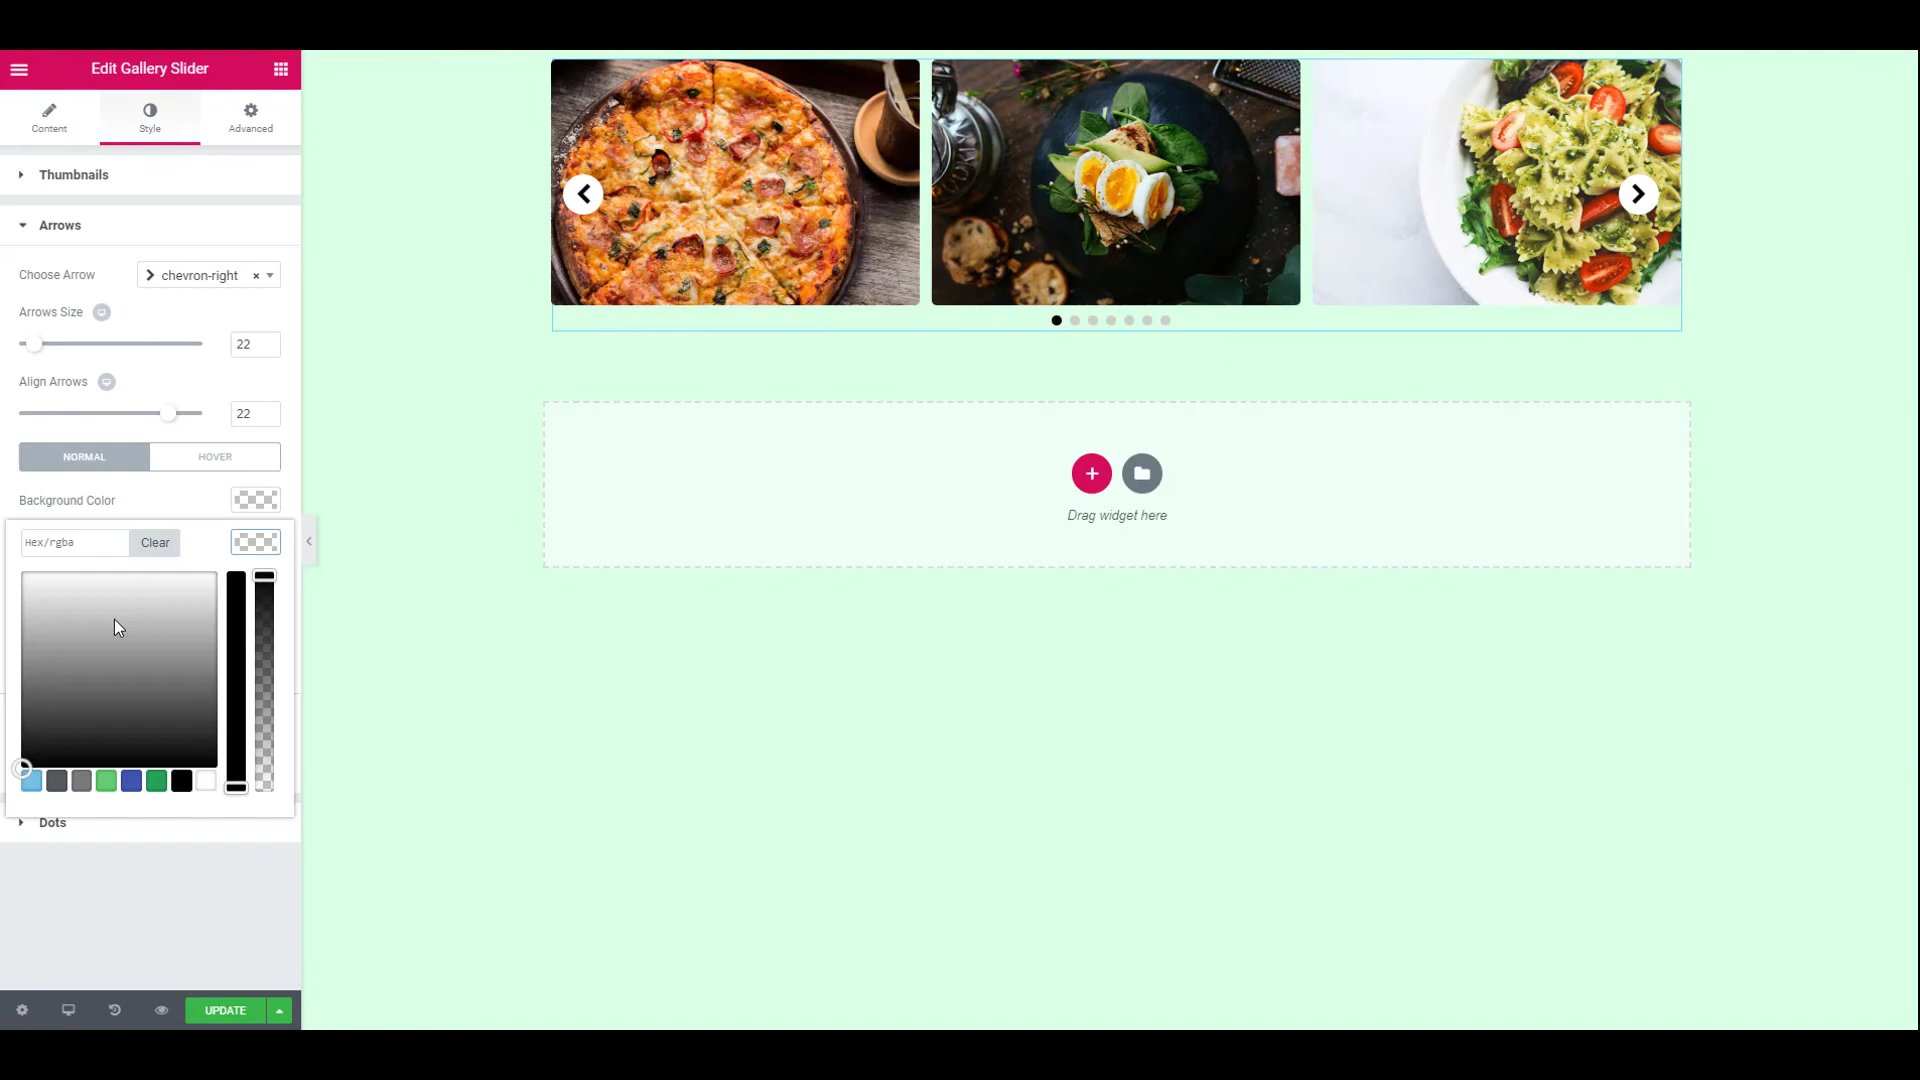 Edit Gallery Slider
Content
Style
Advanced
Thumbnails
Arrows
Choose Arrow
chevron-right
×
Arrows Size
22
Align Arrows
22
NORMAL
HOVER
Background Color
Hex/rgba
Clear
Dots
UPDATE
Drag widget here